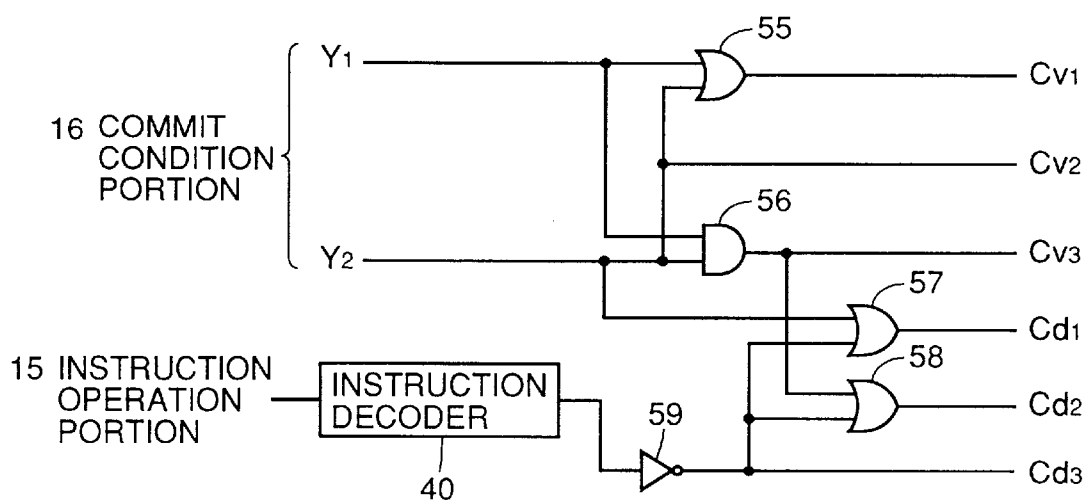 55
Y1
Cv1
16 COMMIT
CONDITION
PORTION
Cv2
56
Y2
Cv3
57
Cd1
15 INSTRUCTION
OPERATION
PORTION
INSTRUCTION
DECODER
58
Cd2
59
40
Cd3